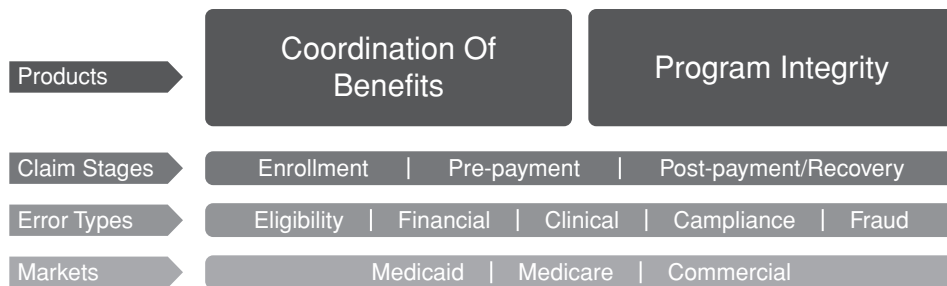 Products
Coordination Of
Benefits
Program Integrity
Claim Stages
Enrollment | Pre-payment | Post-payment/Recovery
Error Types
Eligibility | Financial | Clinical | Campliance | Fraud
Markets
Medicaid | Medicare | Commercial